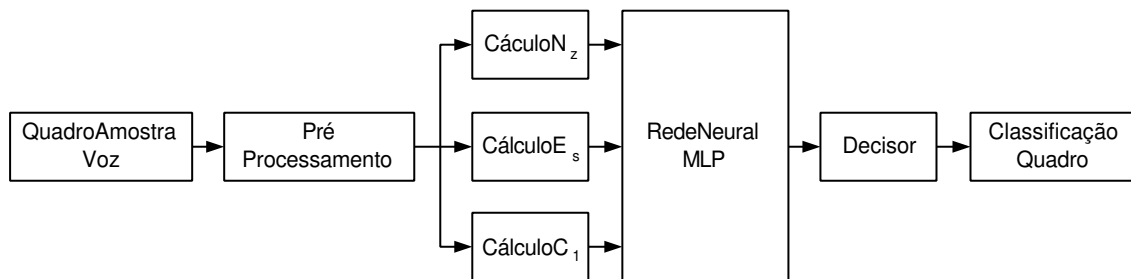 QuadroAmostra
Voz
Pré
Processamento
CáculoN z
CálculoE s
CálculoC 1
RedeNeural
MLP
Decisor
Classificação
Quadro